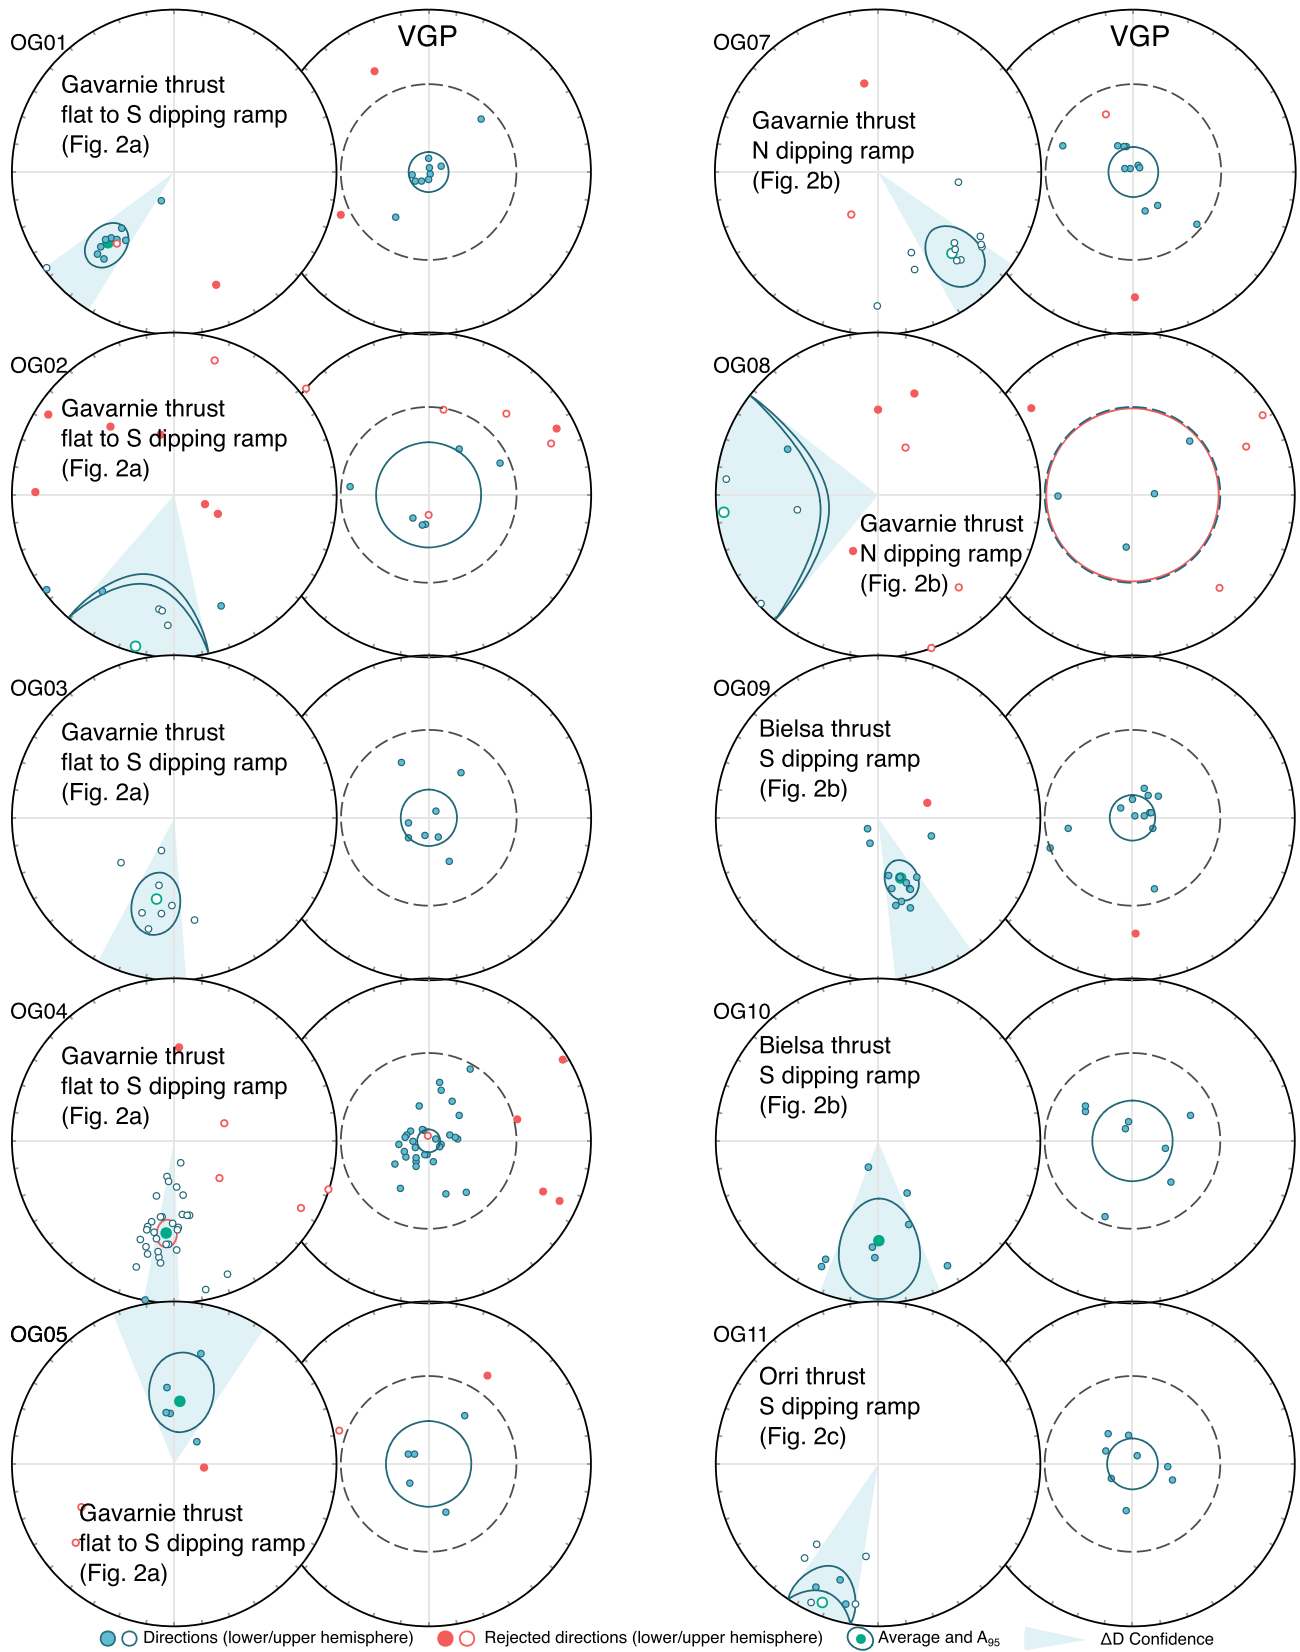 OG01
VGP
Gavarnie thrust
flat to S dipping ramp
(Fig. 2a)
OG07
VGP
Gavarnie thrust
N dipping ramp
(Fig. 2b)
OG02
Gavarnie thrust
flat to S dipping ramp
(Fig. 2a)
OG08
Gavarnie thrust
N dipping ramp
(Fig. 2b)
OG03
Gavarnie thrust
flat to S dipping ramp
(Fig. 2a)
OG09
Bielsa thrust
S dipping ramp
(Fig. 2b)
OG04
Gavarnie thrust
flat to S dipping ramp
(Fig. 2a)
OG10
Bielsa thrust
S dipping ramp
(Fig. 2b)
OG05
Gavarnie thrust
flat to S dipping ramp
(Fig. 2a)
OG11
Orri thrust
S dipping ramp
(Fig. 2c)
Directions (lower/upper hemisphere)
Rejected directions (lower/upper hemisphere)
Average and A95
ΔD Confidence